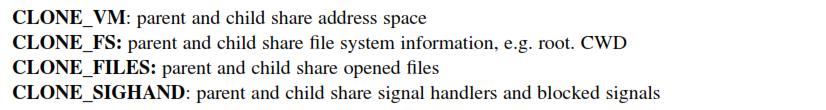 CLONE_VM: parent and child share address space
CLONE_FS: parent and child share file system information, e.g. root. CWD
CLONE_FILES: parent and child share opened files
CLONE_SIGHAND: parent and child share signal handlers and blocked signals